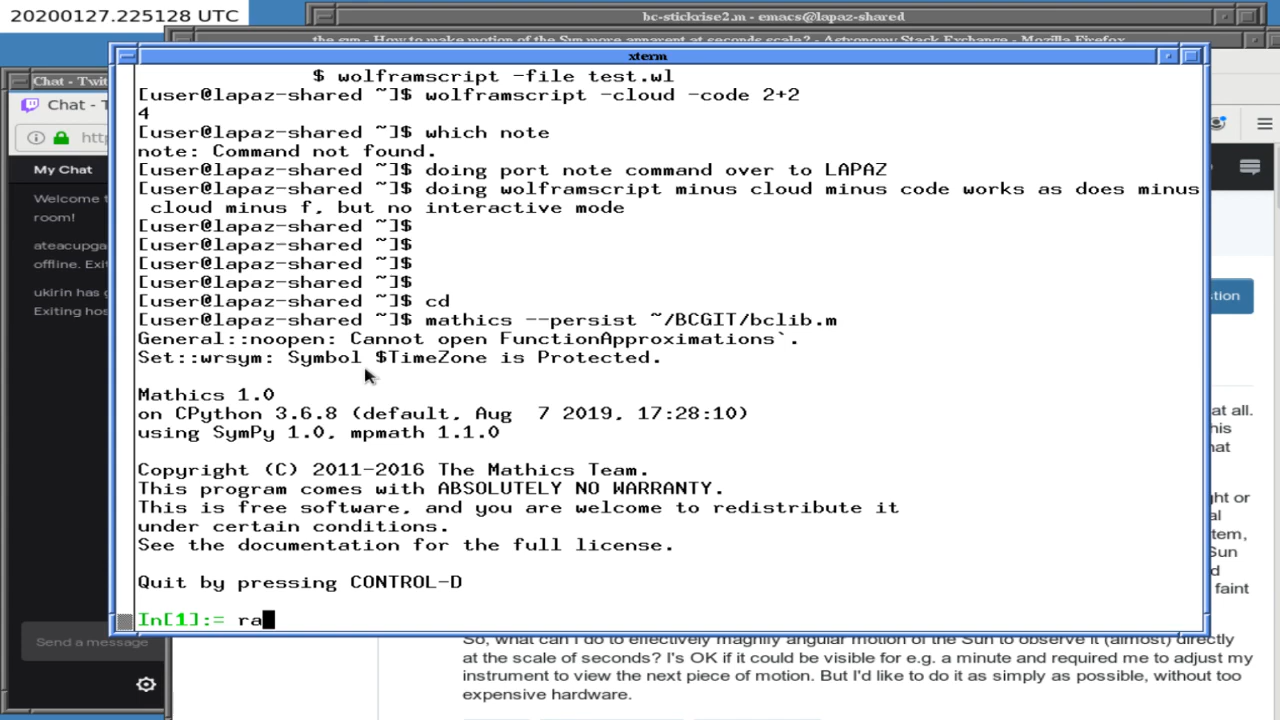 20200127.225128 UTC
bc-stickrise2.m - emacs@lapaz-shared
the sun - How to make motion of the Sun more apparent at seconds scale? - Astronomy Stack Exchange - Mozilla Firefox
Chat - Twit
Chat - T
My Chat
Welcome t
room!
ateacupga
offline. Exi
ukirin has
Exiting hos
Send a message
xterm
$ wolframscript -file test.wl
[user@lapaz-shared ~]$ wolframscript -cloud -code 2+2
4
[user@lapaz-shared ~]$ which note
note: Command not found.
[user@lapaz-shared ~]$ doing port note command over to LAPAZ
[user@lapaz-shared ~]$ doing wolframscript minus cloud minus code works as does minus
cloud minus f, but no interactive mode
[user@lapaz-shared ~]$
[user@lapaz-shared ~]$
[user@lapaz-shared ~]$
[user@lapaz-shared ~]$
[user@lapaz-shared ~]$ cd
[user@lapaz-shared ~]$ mathics --persist ~/BCGIT/bclib.m
General::noopen: Cannot open FunctionApproximations`.
Set::wrsym: Symbol $TimeZone is Protected.
Mathics 1.0
on CPython 3.6.8 (default, Aug  7 2019, 17:28:10)
using SymPy 1.0, mpmath 1.1.0
Copyright (C) 2011-2016 The Mathics Team.
This program comes with ABSOLUTELY NO WARRANTY.
This is free software, and you are welcome to redistribute it
under certain conditions.
See the documentation for the full license.
Quit by pressing CONTROL-D
In[1]:= ra
stion
at all.
his
hat
ght or
al
tem,
Sun
d
faint
So, what can I do to effectively magnify angular motion of the Sun to observe it (almost) directly
at the scale of seconds? I's OK if it could be visible for e.g. a minute and required me to adjust my
instrument to view the next piece of motion. But I'd like to do it as simply as possible, without too
expensive hardware.